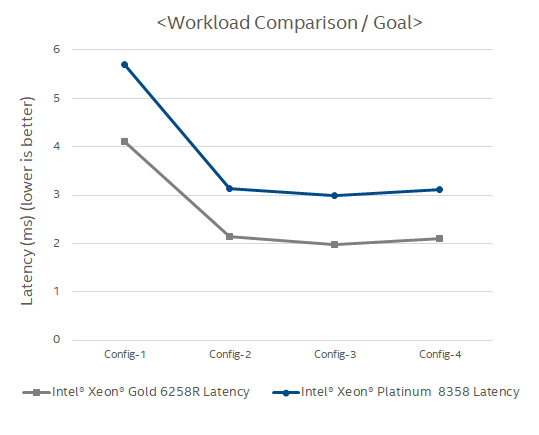 <Workload Comparison / Goal>
Latency (ms) (lower is better)
6
5
4
3
2
1
0
Config-1 Config-2 Config-3 Config-4
Intel® Xeon® Gold 6258R Latency Intel® Xeon® Platinum 8358 Latency